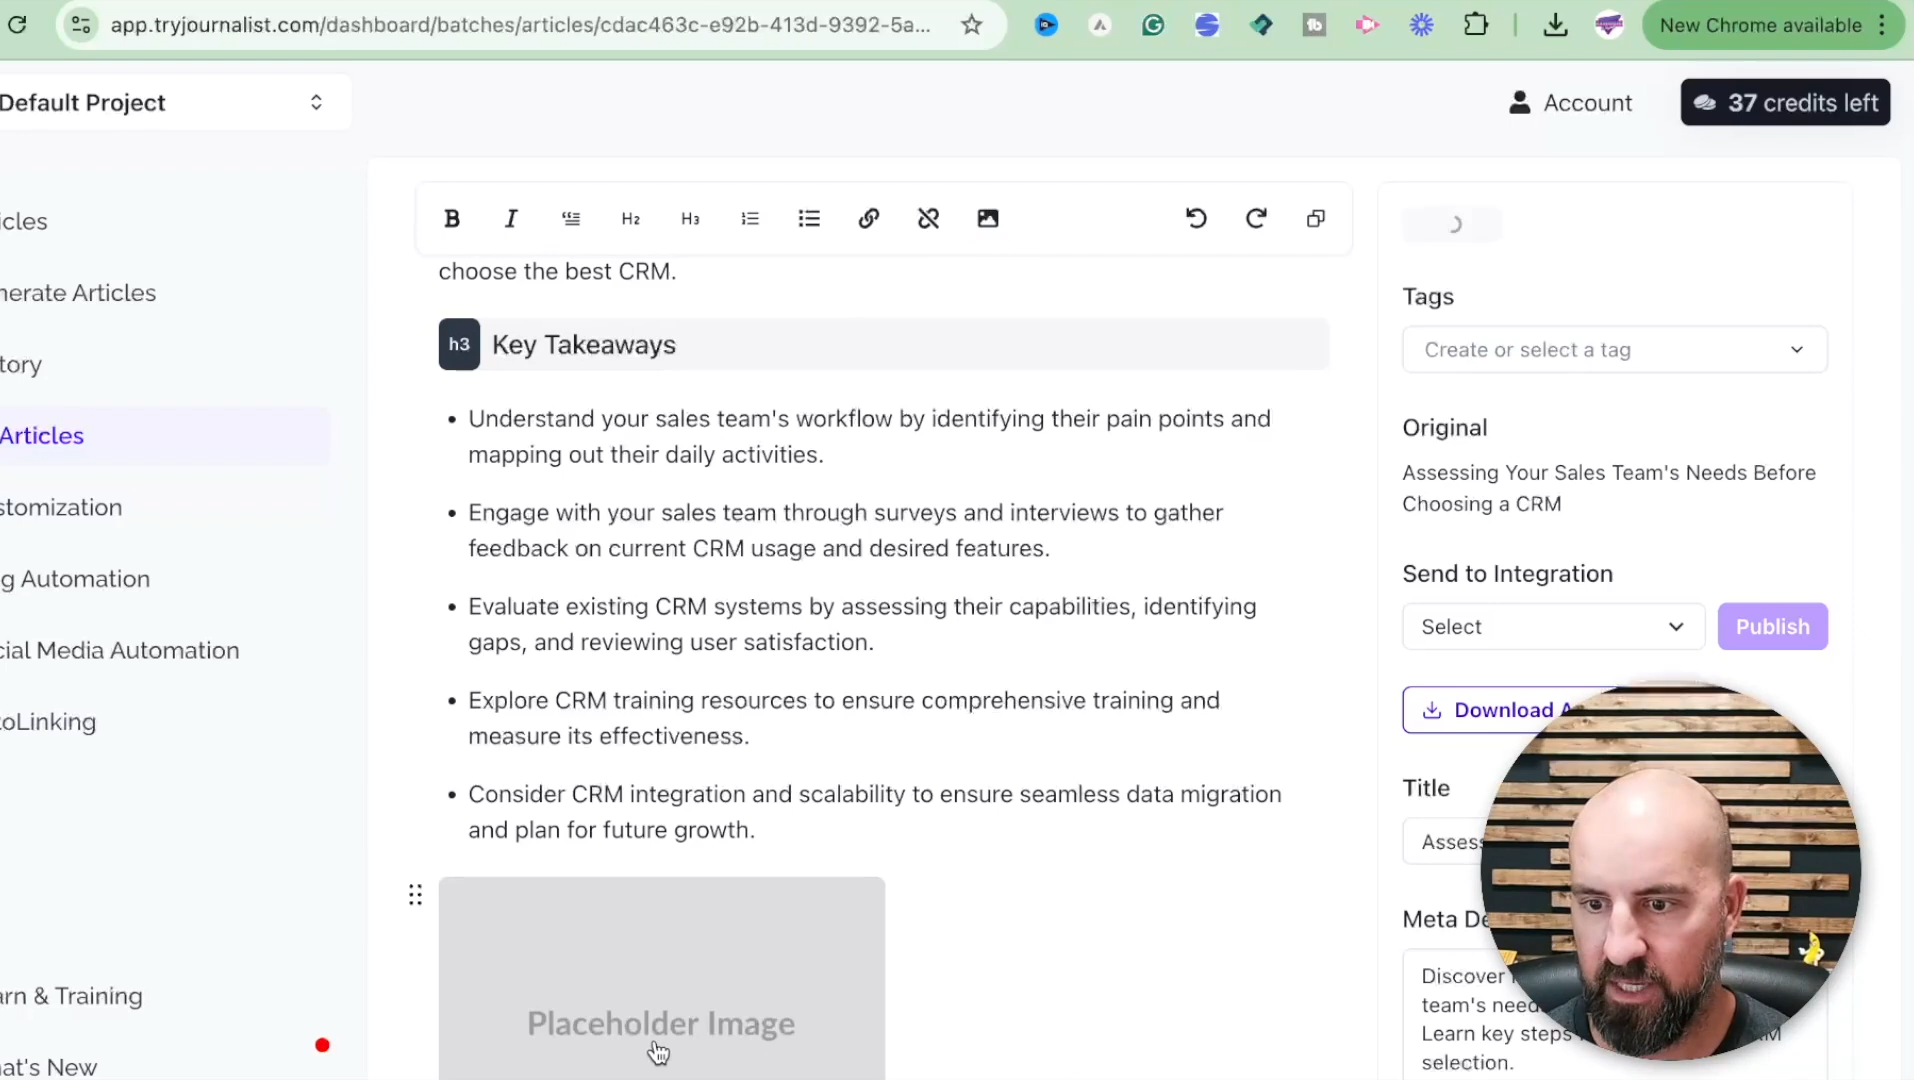 app.tryjournalist.com/dashboard/batches/articles/cdac463c-e92b-413d-9392-5a...
New Chrome available
Default Project
Account
37 credits left
icles
nerate Articles
tory
Articles
stomization
g Automation
cial Media Automation
oLinking
arn & Training
hat's New
B I H2 H3
choose the best CRM.
h3 Key Takeaways
• Understand your sales team's workflow by identifying their pain points and
mapping out their daily activities.
• Engage with your sales team through surveys and interviews to gather
feedback on current CRM usage and desired features.
• Evaluate existing CRM systems by assessing their capabilities, identifying
gaps, and reviewing user satisfaction.
• Explore CRM training resources to ensure comprehensive training and
measure its effectiveness.
• Consider CRM integration and scalability to ensure seamless data migration
and plan for future growth.
Placeholder Image
Tags
Create or select a tag
Original
Assessing Your Sales Team's Needs Before
Choosing a CRM
Send to Integration
Select
Publish
Download
Title
Assess
Meta De
Discover
team's need
Learn key steps
selection.